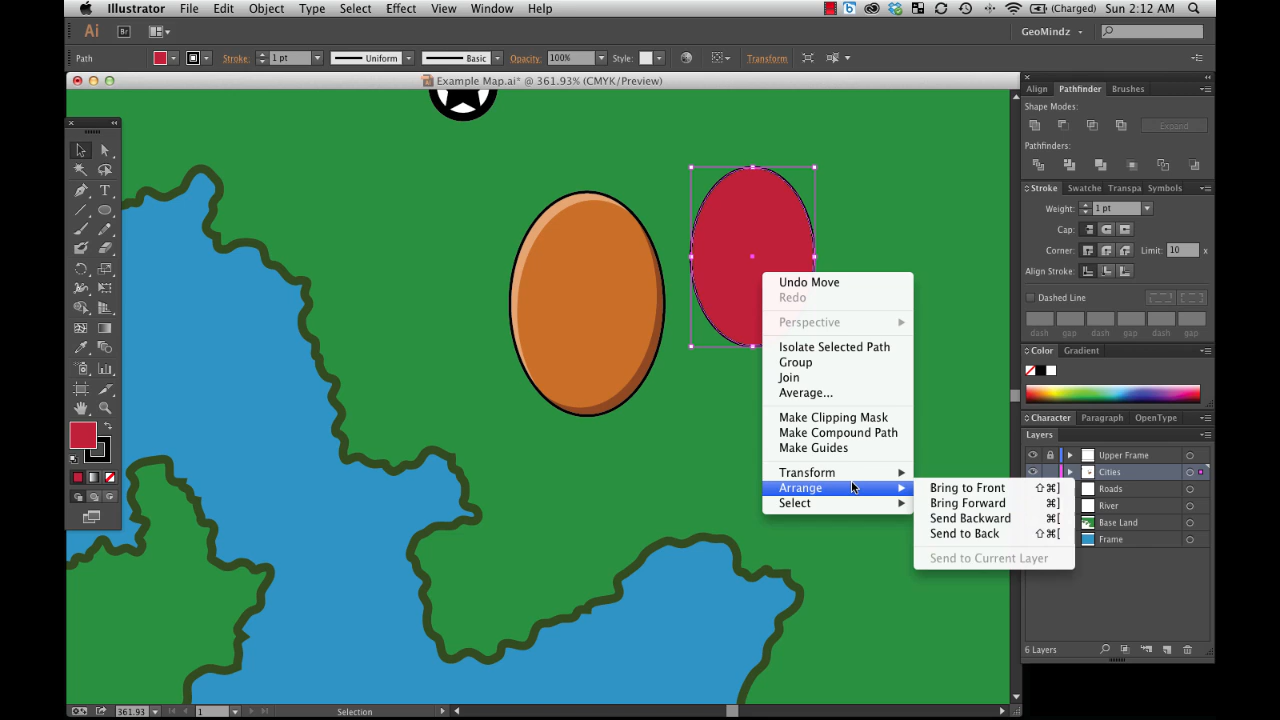 Illustrator File Edit Object Type Select Effect View Window Help (Charged) Sun 2:12 AM
Ai Br GeoMindz
Path Stroke: 1 pt Uniform Basic Opacity: 100% Style: Transform
Example Map.ai* @ 361.93% (CMYK/Preview)
Align Pathfinder Brushes
Shape Modes:
Expand
Pathfinders:
Stroke Swatche Transpa Symbols
Weight: 1 pt
Cap:
Corner: Limit: 10 x
Align Stroke:
Dashed Line
dash gap dash gap dash gap
Color Gradient
Character Paragraph OpenType
Layers
Upper Frame
Cities
Roads
River
Base Land
Frame
6 Layers
Undo Move
Redo
Perspective
Isolate Selected Path
Group
Join
Average...
Make Clipping Mask
Make Compound Path
Make Guides
Transform
Arrange
Select
Bring to Front ⇧⌘]
Bring Forward ⌘]
Send Backward ⌘[
Send to Back ⇧⌘[
Send to Current Layer
361.93 1 Selection